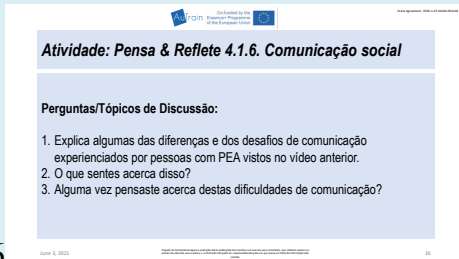 AuTrain
Co-funded by the
Erasmus+ Programme
of the European Union
Atividade: Pensa & Reflete 4.1.6. Comunicação social
Perguntas/Tópicos de Discussão:
1. Explica algumas das diferenças e dos desafios de comunicação
experienciados por pessoas com PEA vistos no vídeo anterior.
2. O que sentes acerca disso?
3. Alguma vez pensaste acerca destas dificuldades de comunicação?
June 3, 2021
16